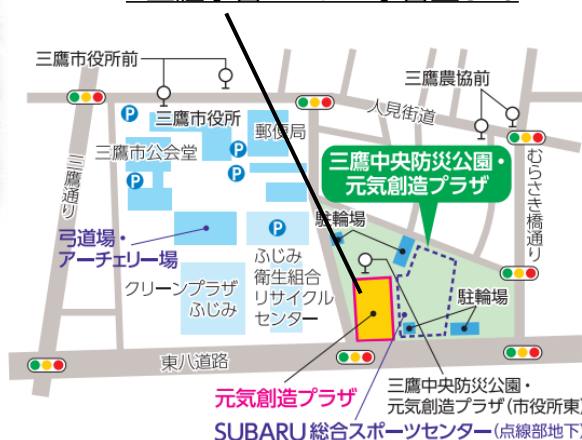 三鷹市役所前
三鷹農協前
人見街道
P
三鷹市役所
郵便局
三鷹市公会堂
P
P
P
三鷹中央防災公園・
元気創造プラザ
むらさき橋通り
三鷹通り
弓道場・
アーチェリー場
P
駐輪場
ふじみ
衛生組合
リサイクル
センター
クリーンプラザ
ふじみ
駐輪場
東八道路
元気創造プラザ
三鷹中央防災公園・
元気創造プラザ(市役所東)
SUBARU 総合スポーツセンター(点線部地下)